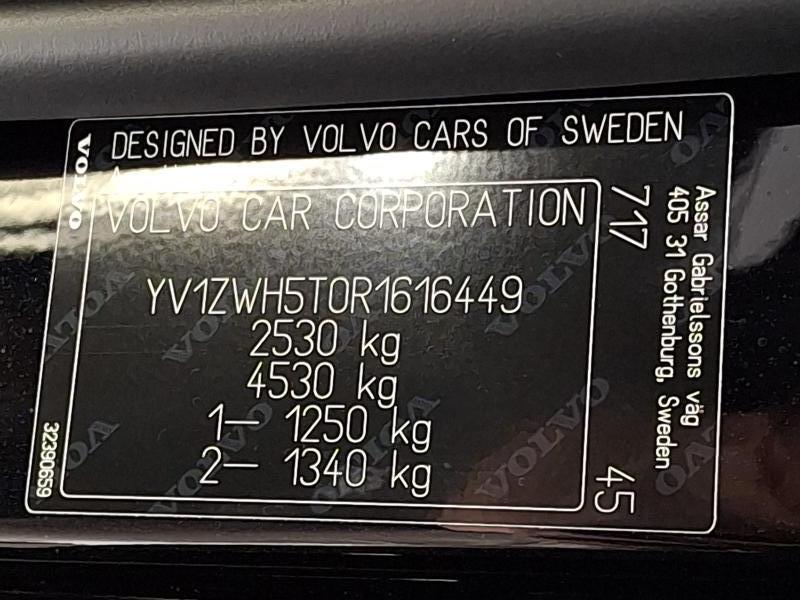 DESIGNED BY VOLVO CARS OF SWEDEN
VOLVO
VOLVO CAR CORPORATION
YV1ZWH5T0R1616449
2530 kg
4530 kg
1— 1250 kg
2— 1340 kg
717
45
Assar Gabrielssons väg
405 31 Gothenburg, Sweden
32390659